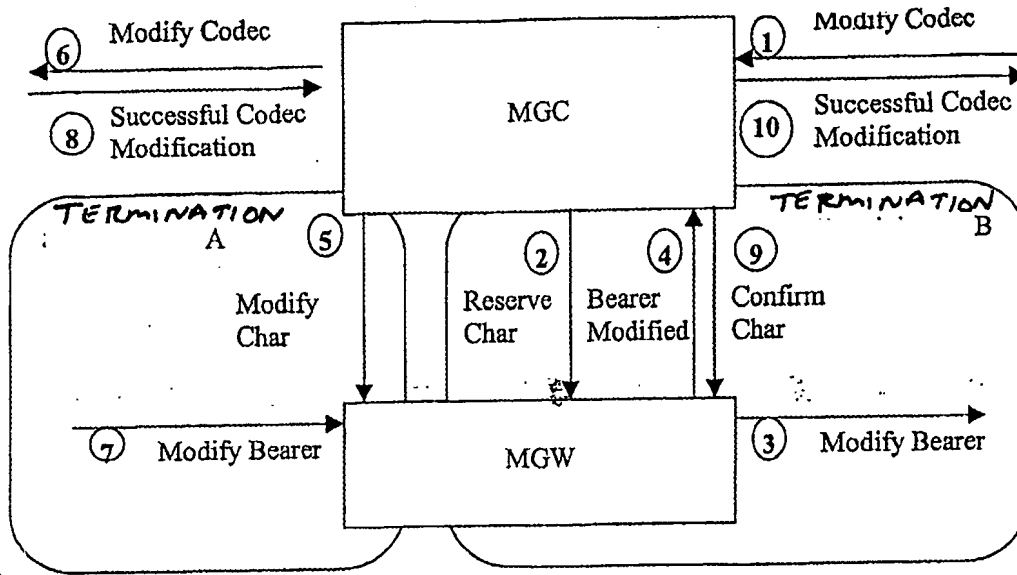 6 Modify Codec
8 Successful Codec
Modification
MGC
1 Modify Codec
10 Successful Codec
Modification
TERMINATION
A
TERMINATION
B
5
Modify
Char
2
Reserve
Char
4
Bearer
Modified
9
Confirm
Char
7 Modify Bearer
MGW
3 Modify Bearer